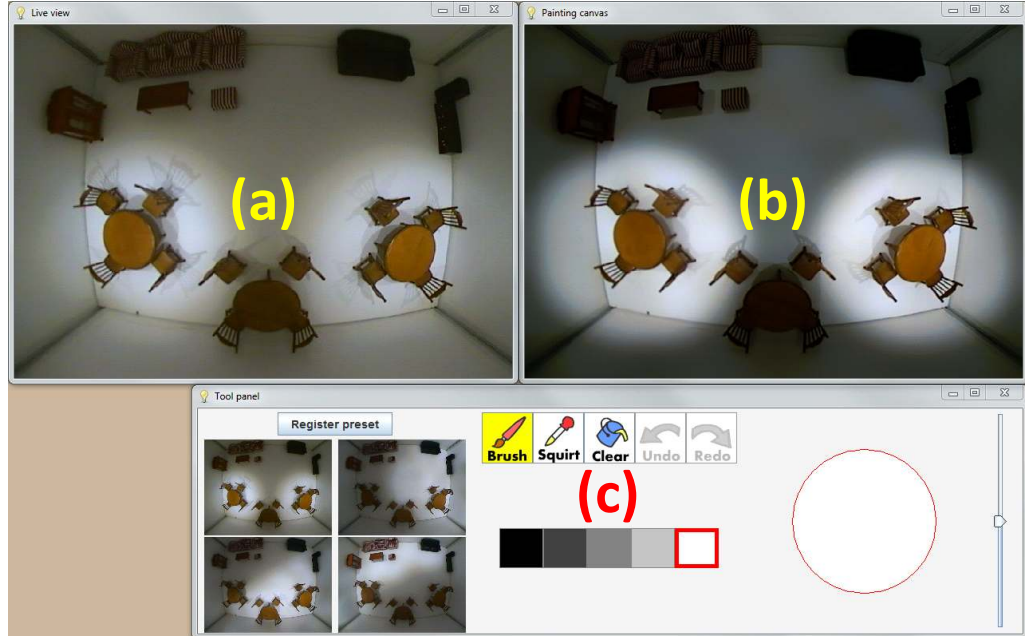 Live view
Painting canvas
(a)
(b)
Tool panel
Register preset
Brush
Squirt
Clear
Undo
Redo
(c)